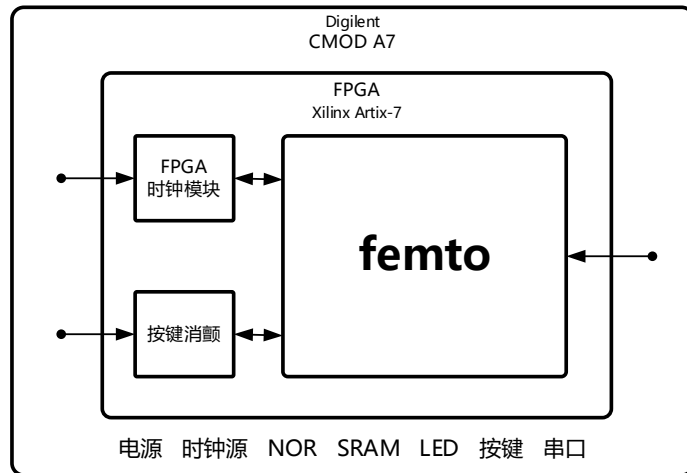 Digilent
CMOD A7
FPGA
Xilinx Artix-7
FPGA
时钟模块
femto
按键消颤
电源 时钟源 NOR SRAM LED 按键 串口